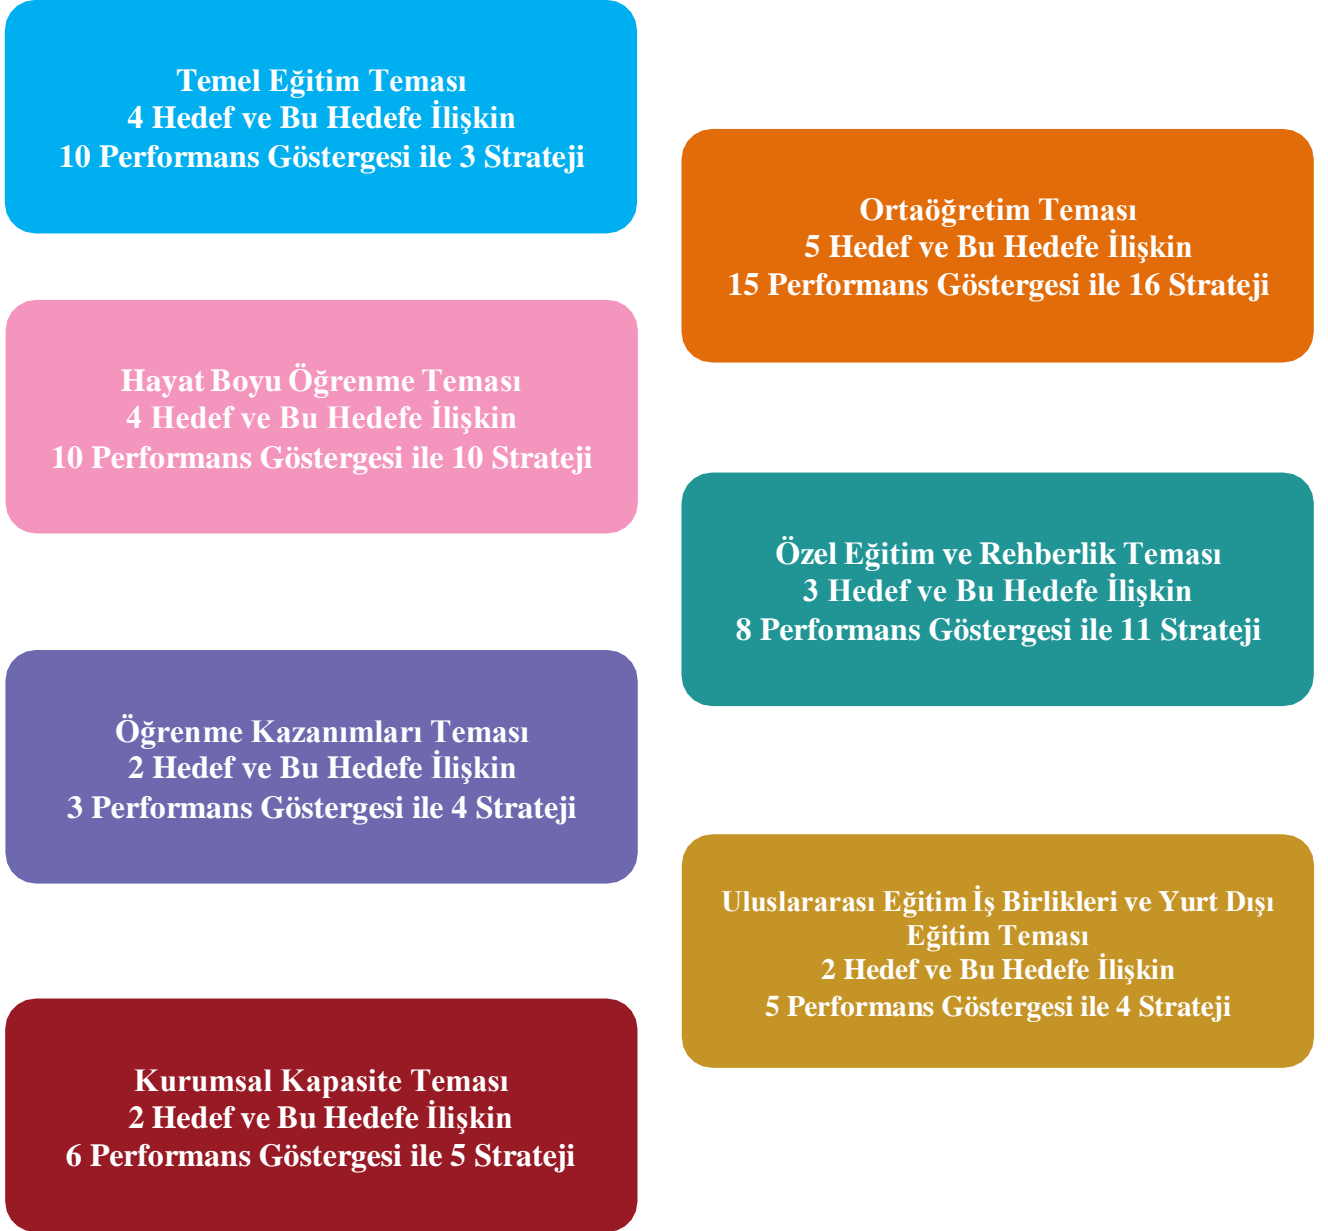 Temel Eğitim Teması
4 Hedef ve Bu Hedefe İlişkin
10 Performans Göstergesi ile 3 Strateji
Ortaöğretim Teması
5 Hedef ve Bu Hedefe İlişkin
15 Performans Göstergesi ile 16 Strateji
Hayat Boyu Öğrenme Teması
4 Hedef ve Bu Hedefe İlişkin
10 Performans Göstergesi ile 10 Strateji
Özel Eğitim ve Rehberlik Teması
3 Hedef ve Bu Hedefe İlişkin
8 Performans Göstergesi ile 11 Strateji
Öğrenme Kazanımları Teması
2 Hedef ve Bu Hedefe İlişkin
3 Performans Göstergesi ile 4 Strateji
Uluslararası Eğitim İş Birlikleri ve Yurt Dışı
Eğitim Teması
2 Hedef ve Bu Hedefe İlişkin
5 Performans Göstergesi ile 4 Strateji
Kurumsal Kapasite Teması
2 Hedef ve Bu Hedefe İlişkin
6 Performans Göstergesi ile 5 Strateji